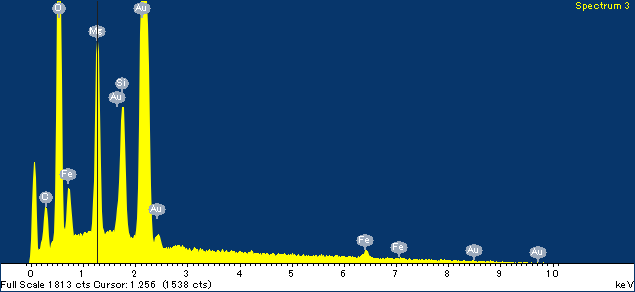 Spectrum 3
O Au
Mg
Si
Au
Fe
O Au
Fe Fe Au Au
0 1 2 3 4 5 6 7 8 9 10
Full Scale 1813 cts Cursor: 1.256 (1538 cts) keV